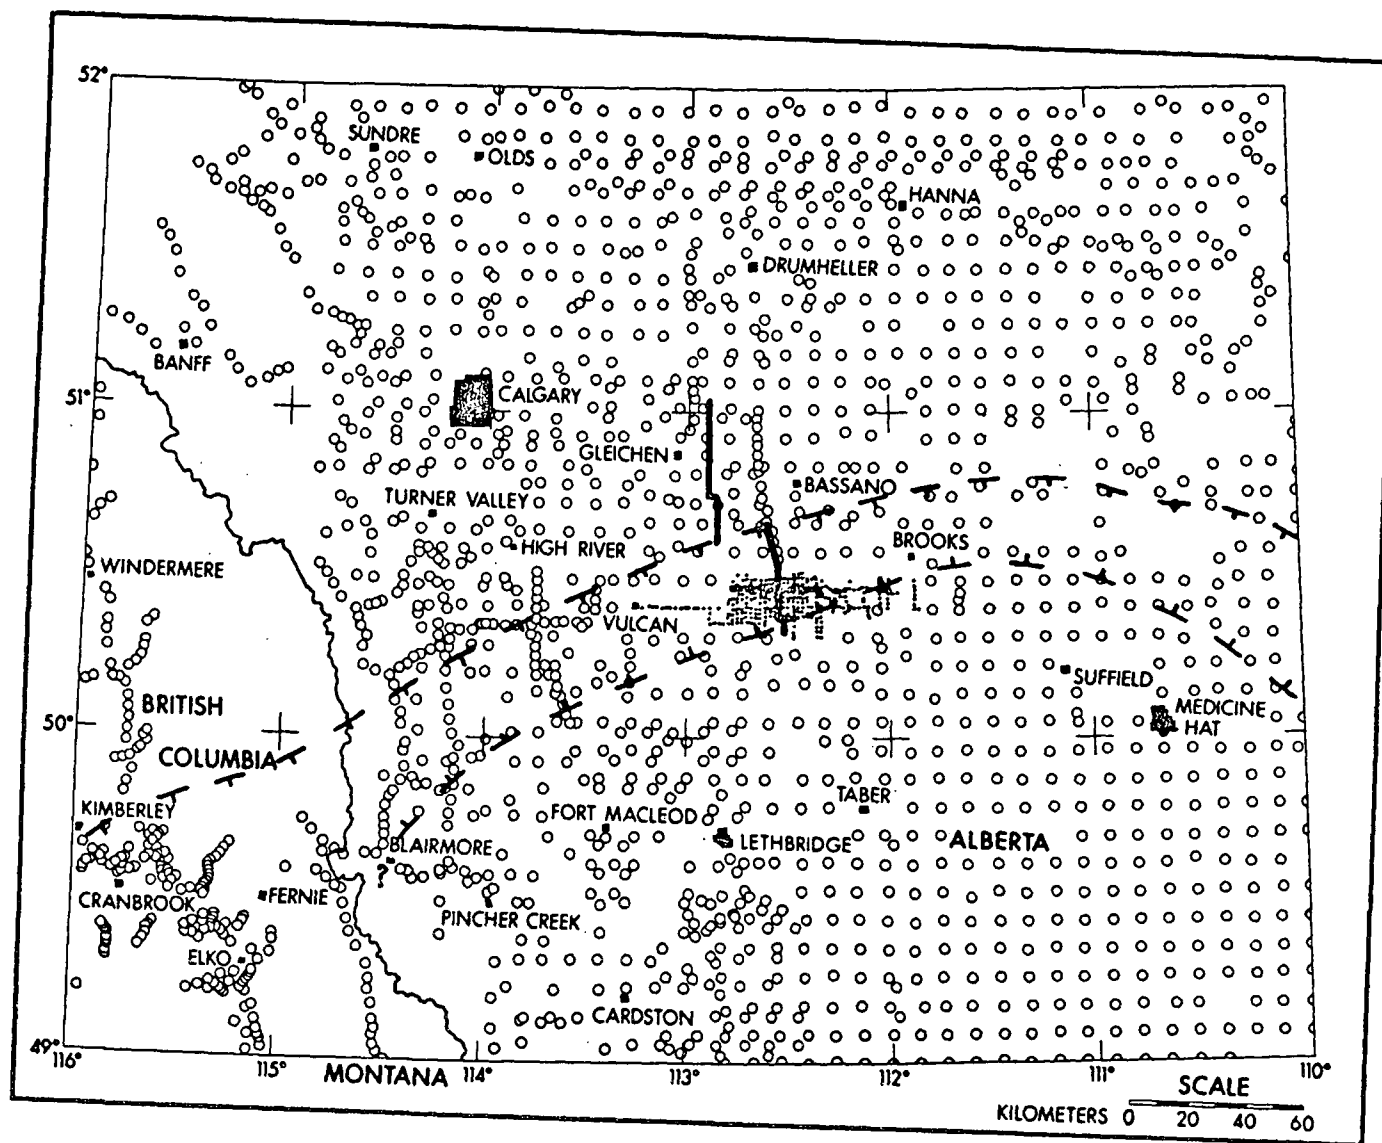 52°
SUNDRE
OLDS
HANNA
DRUMHELLER
BANFF
51°
CALGARY
GLEICHEN
BASSANO
TURNER VALLEY
HIGH RIVER
BROOKS
WINDERMERE
VULCAN
SUFFIELD
BRITISH
COLUMBIA
50°
MEDICINE
HAT
KIMBERLEY
TABER
FORT MACLEOD
LETHBRIDGE
ALBERTA
BLAIRMORE
?
CRANBROOK
FERNIE
PINCHER CREEK
ELKO
CARDSTON
49°
116°
115°
MONTANA
114°
113°
112°
111°
110°
SCALE
KILOMETERS 0 20 40 60